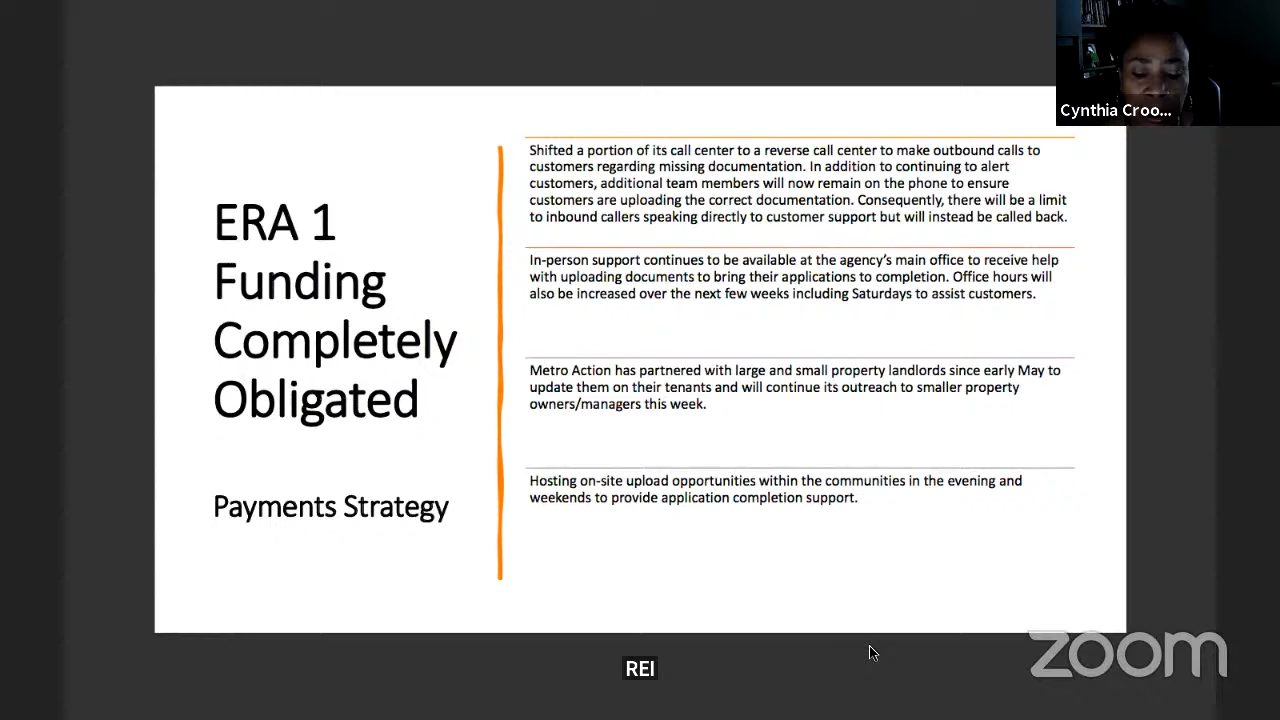 Cynthia Croo...
ERA 1
Funding
Completely
Obligated
Payments Strategy
Shifted a portion of its call center to a reverse call center to make outbound calls to
customers regarding missing documentation. In addition to continuing to alert
customers, additional team members will now remain on the phone to ensure
customers are uploading the correct documentation. Consequently, there will be a limit
to inbound callers speaking directly to customer support but will instead be called back.
In-person support continues to be available at the agency's main office to receive help
with uploading documents to bring their applications to completion. Office hours will
also be increased over the next few weeks including Saturdays to assist customers.
Metro Action has partnered with large and small property landlords since early May to
update them on their tenants and will continue its outreach to smaller property
owners/managers this week.
Hosting on-site upload opportunities within the communities in the evening and
weekends to provide application completion support.
REI
zoom